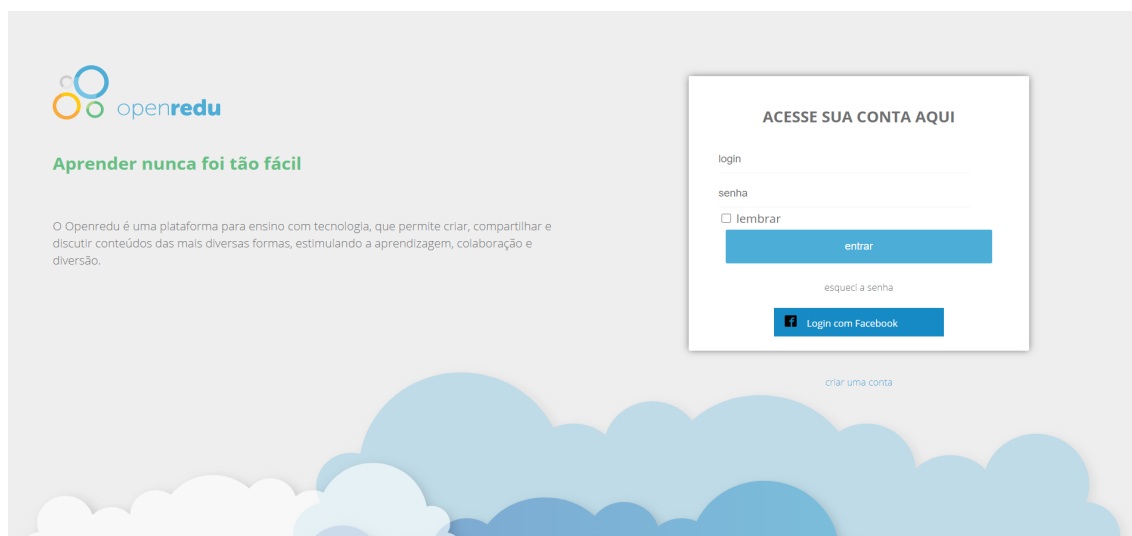 openredu
Aprender nunca foi tão fácil
O Openredu é uma plataforma para ensino com tecnologia, que permite criar, compartilhar e
discutir conteúdos das mais diversas formas, estimulando a aprendizagem, colaboração e
diversão.
ACESSE SUA CONTA AQUI
login
senha
lembrar
entrar
esqueci a senha
Login com Facebook
criar uma conta